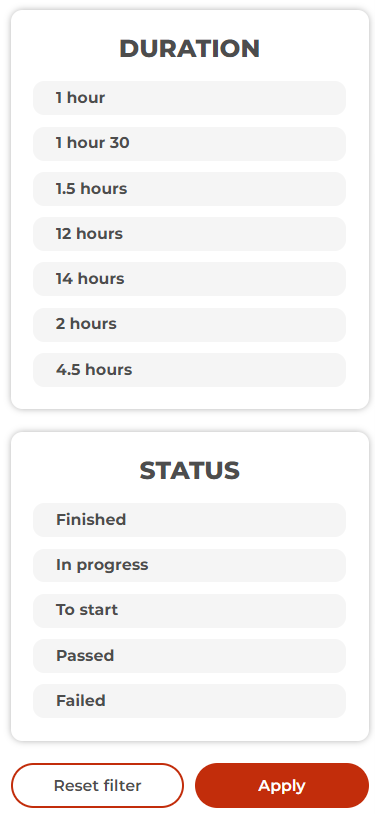 DURATION
1 hour
1 hour 30
1.5 hours
12 hours
14 hours
2 hours
4.5 hours
STATUS
Finished
In progress
To start
Passed
Failed
Reset filter
Apply